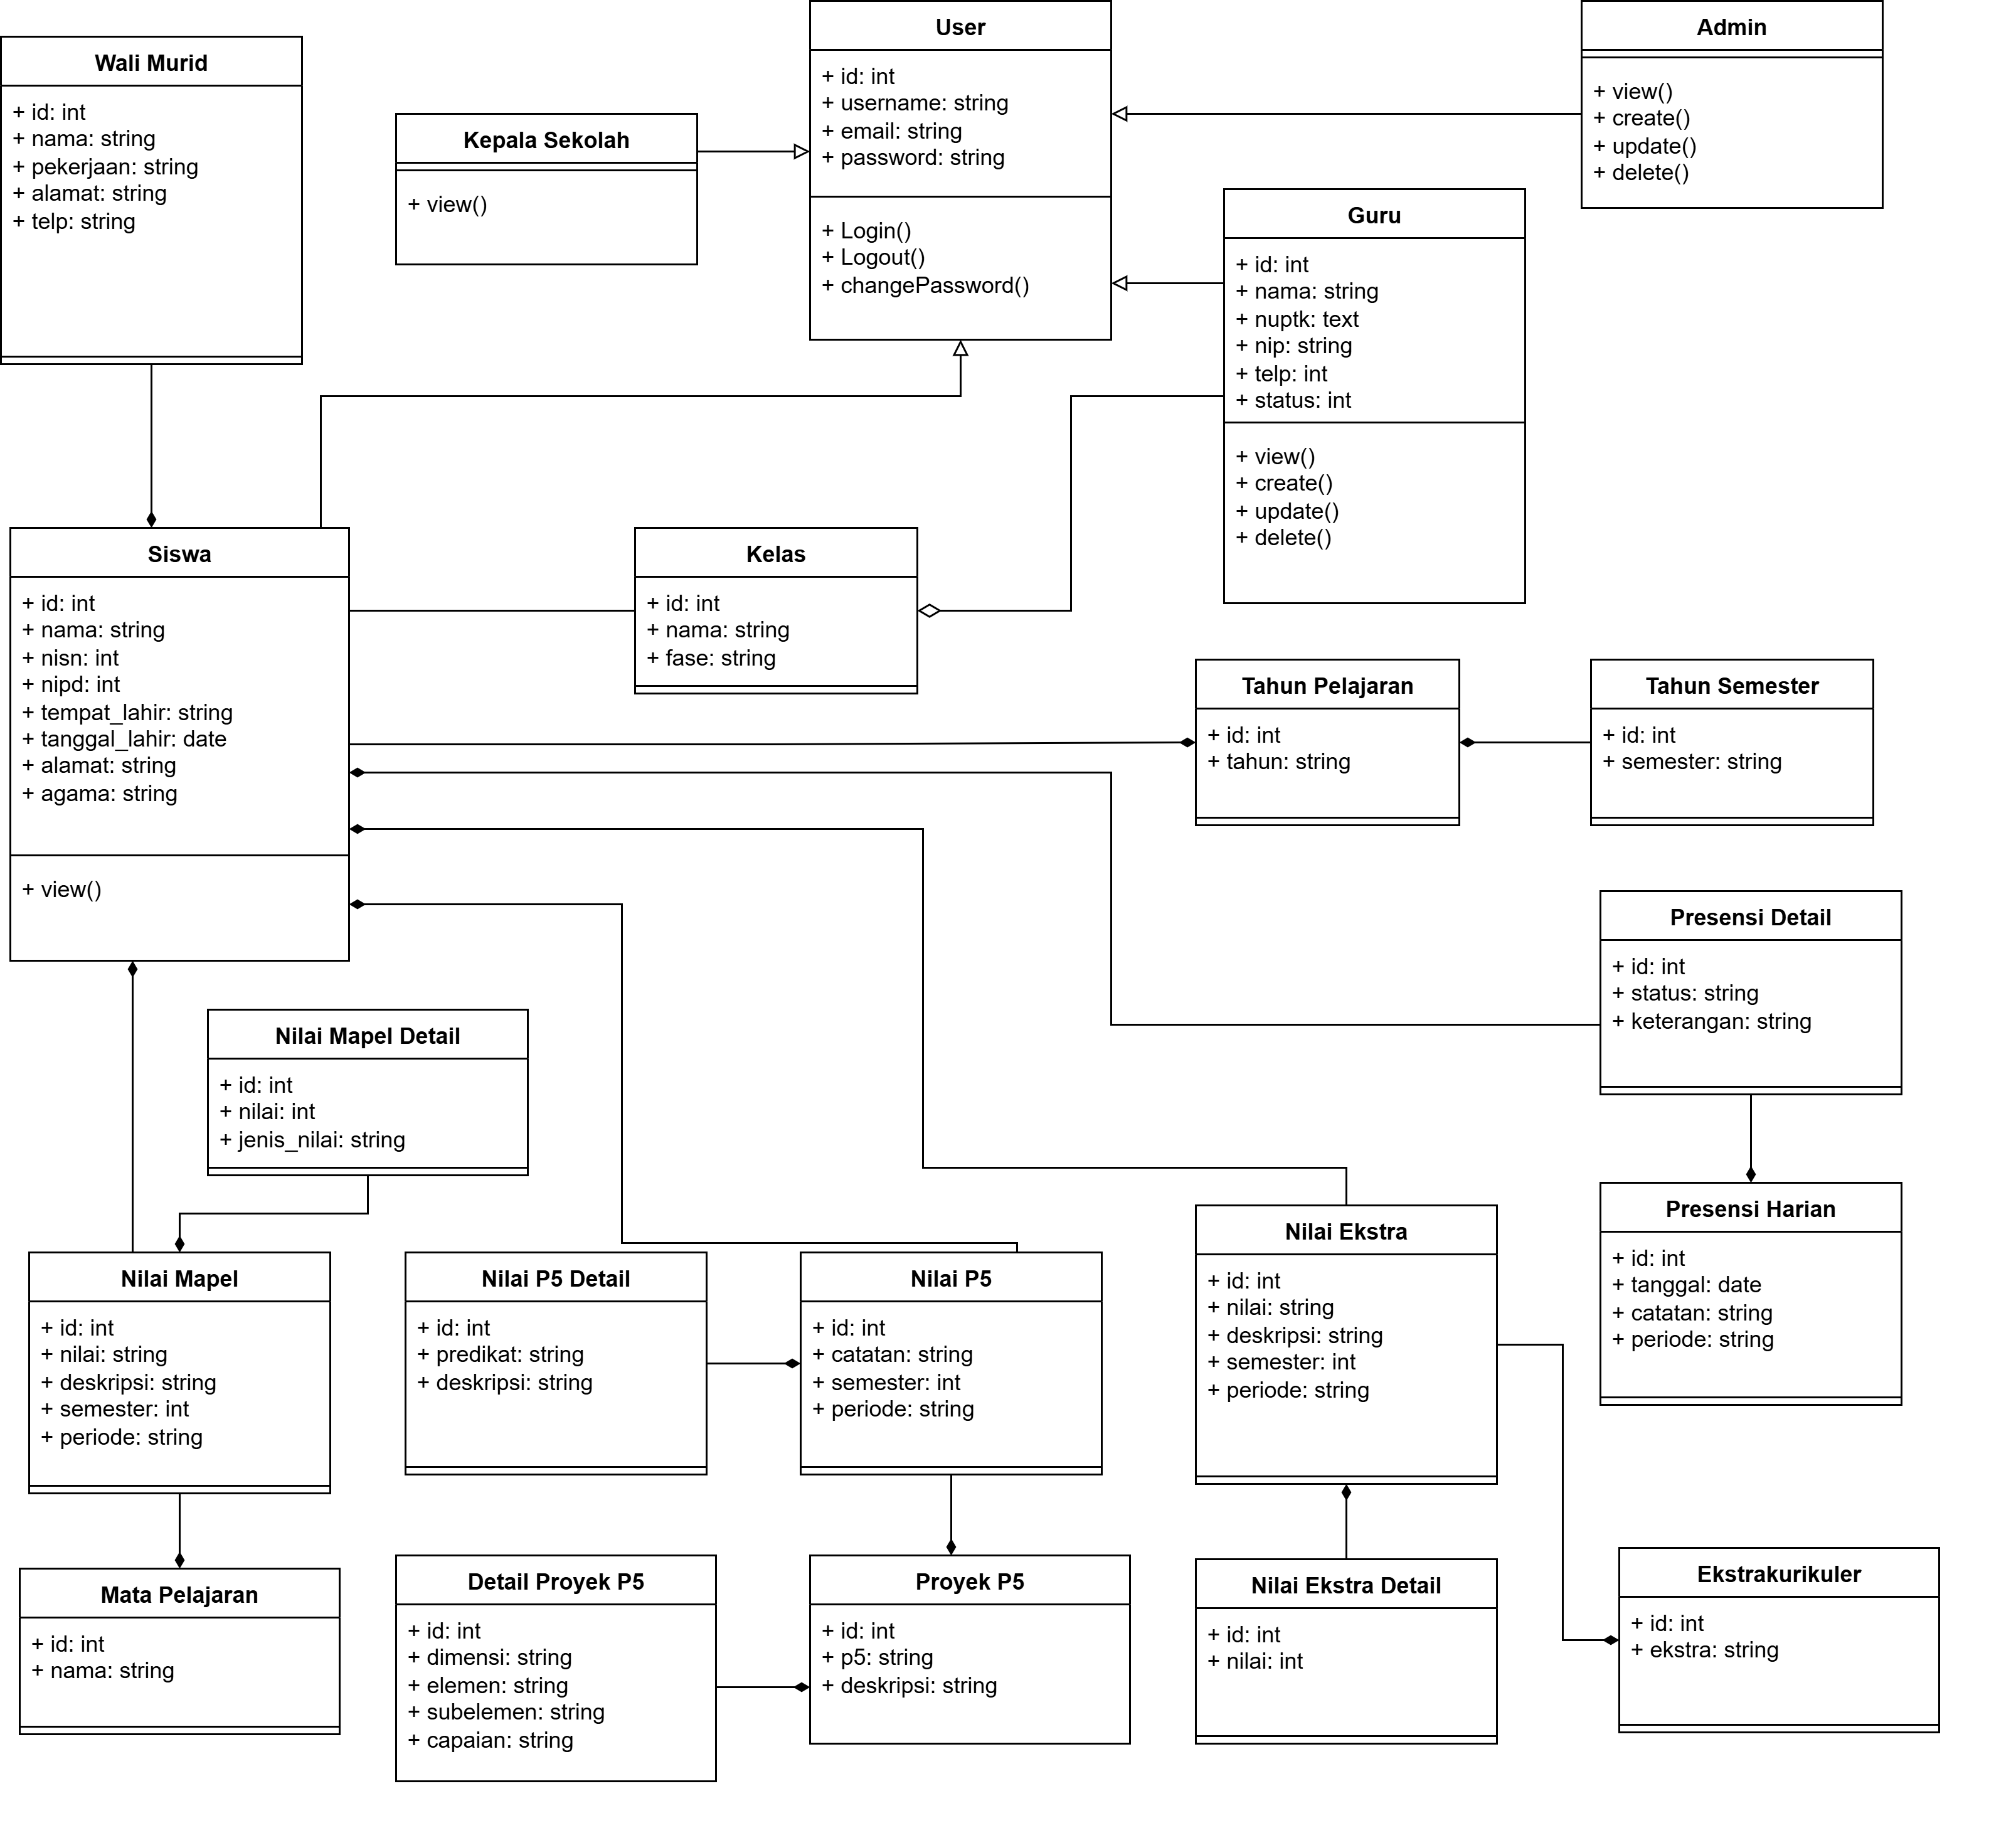 Wali Murid
+ id: int
+ nama: string
+ pekerjaan: string
+ alamat: string
+ telp: string
Kepala Sekolah
+ view()
User
+ id: int
+ username: string
+ email: string
+ password: string
+ Login()
+ Logout()
+ changePassword()
Admin
+ view()
+ create()
+ update()
+ delete()
Guru
+ id: int
+ nama: string
+ nuptk: text
+ nip: string
+ telp: int
+ status: int
+ view()
+ create()
+ update()
+ delete()
Siswa
+ id: int
+ nama: string
+ nisn: int
+ nipd: int
+ tempat_lahir: string
+ tanggal_lahir: date
+ alamat: string
+ agama: string
+ view()
Kelas
+ id: int
+ nama: string
+ fase: string
Tahun Pelajaran
+ id: int
+ tahun: string
Tahun Semester
+ id: int
+ semester: string
Presensi Detail
+ id: int
+ status: string
+ keterangan: string
Nilai Mapel Detail
+ id: int
+ nilai: int
+ jenis_nilai: string
Presensi Harian
+ id: int
+ tanggal: date
+ catatan: string
+ periode: string
Nilai Mapel
+ id: int
+ nilai: string
+ deskripsi: string
+ semester: int
+ periode: string
Nilai P5 Detail
+ id: int
+ predikat: string
+ deskripsi: string
Nilai P5
+ id: int
+ catatan: string
+ semester: int
+ periode: string
Nilai Ekstra
+ id: int
+ nilai: string
+ deskripsi: string
+ semester: int
+ periode: string
Mata Pelajaran
+ id: int
+ nama: string
Detail Proyek P5
+ id: int
+ dimensi: string
+ elemen: string
+ subelemen: string
+ capaian: string
Proyek P5
+ id: int
+ p5: string
+ deskripsi: string
Nilai Ekstra Detail
+ id: int
+ nilai: int
Ekstrakurikuler
+ id: int
+ ekstra: string